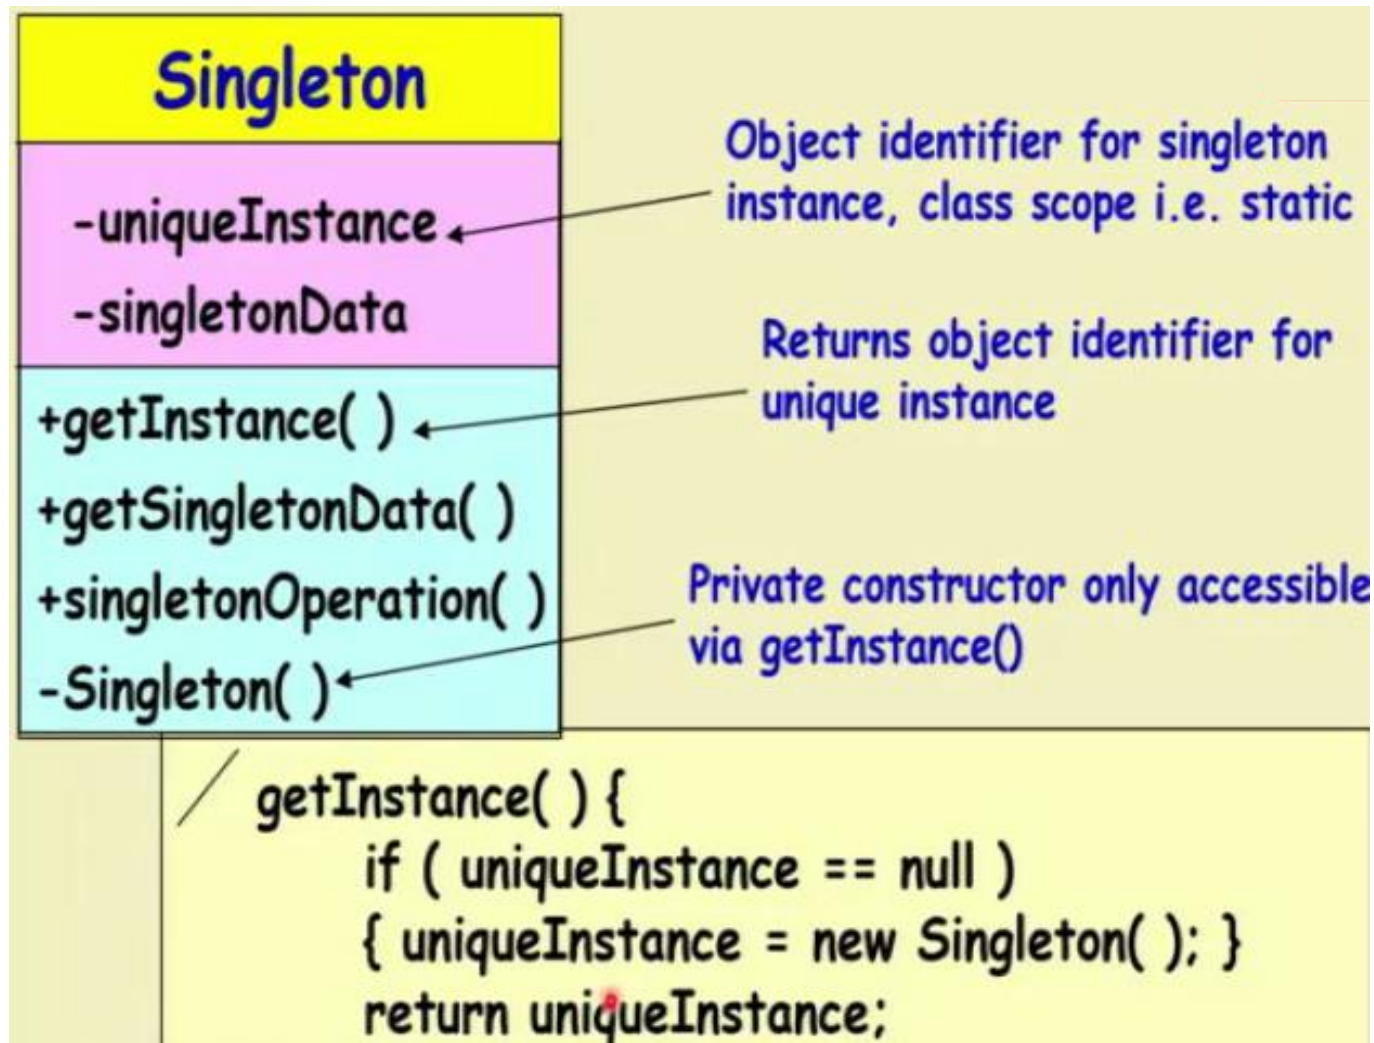 Singleton
-uniqueInstance
-singletonData
+getInstance( )
+getSingletonData( )
+singletonOperation( )
-Singleton( )
Object identifier for singleton
instance, class scope i.e. static
Returns object identifier for
unique instance
Private constructor only accessible
via getInstance()
getInstance( ) {
if ( uniqueInstance == null )
{ uniqueInstance = new Singleton( ); }
return uniqueInstance;